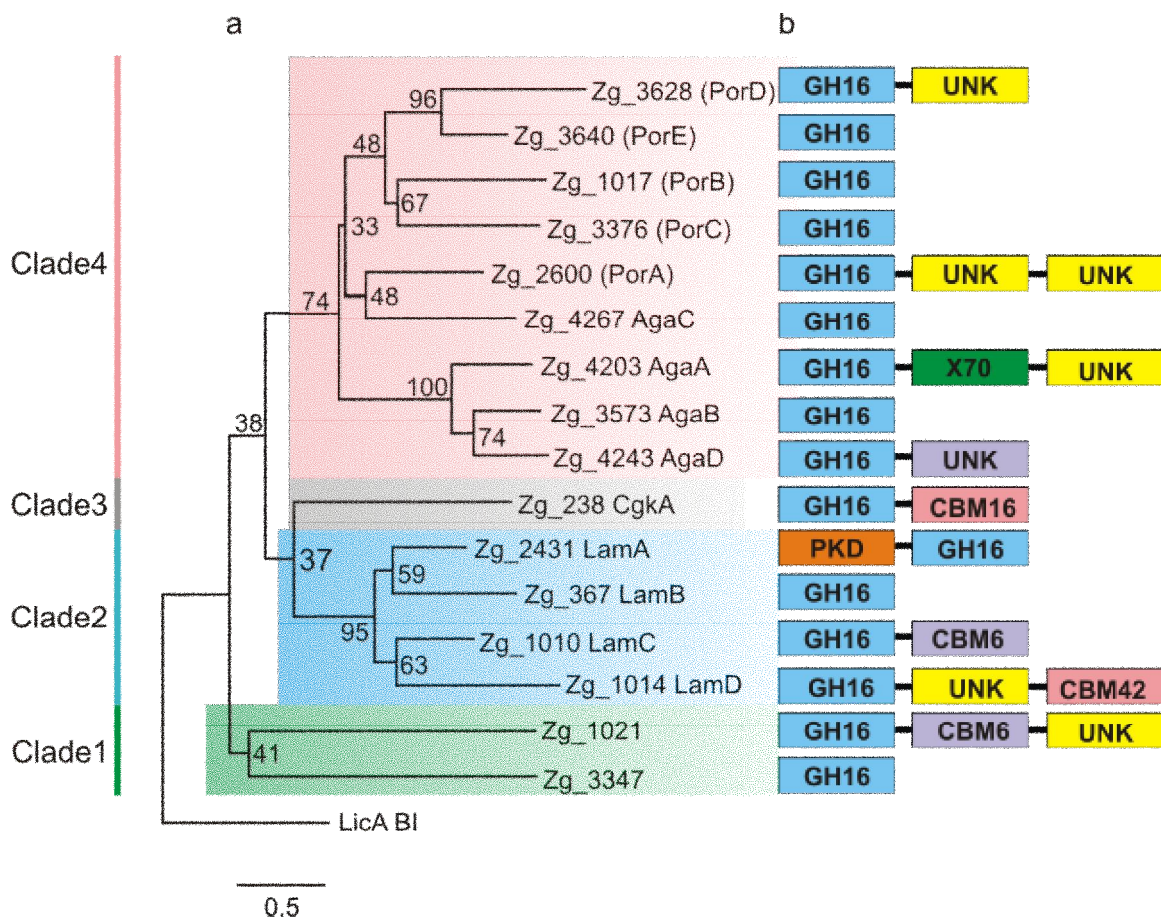 a b
96 Zg_3628 (PorD) GH16 UNK
Zg_3640 (PorE) GH16
48
Zg_1017 (PorB) GH16
67
Zg_3376 (PorC) GH16
33
Clade4
Zg_2600 (PorA) GH16 UNK UNK
74 48
Zg_4267 AgaC GH16
Zg_4203 AgaA GH16 X70 UNK
100
Zg_3573 AgaB GH16
38 74
Zg_4243 AgaD GH16 UNK
Clade3 Zg_238 CgkA GH16 CBM16
37 Zg_2431 LamA PKD GH16
59
Zg_367 LamB GH16
Clade2
95 Zg_1010 LamC GH16 CBM6
63
Zg_1014 LamD GH16 UNK CBM42
Zg_1021 GH16 CBM6 UNK
Clade1 41
Zg_3347 GH16
LicA Bl
0.5